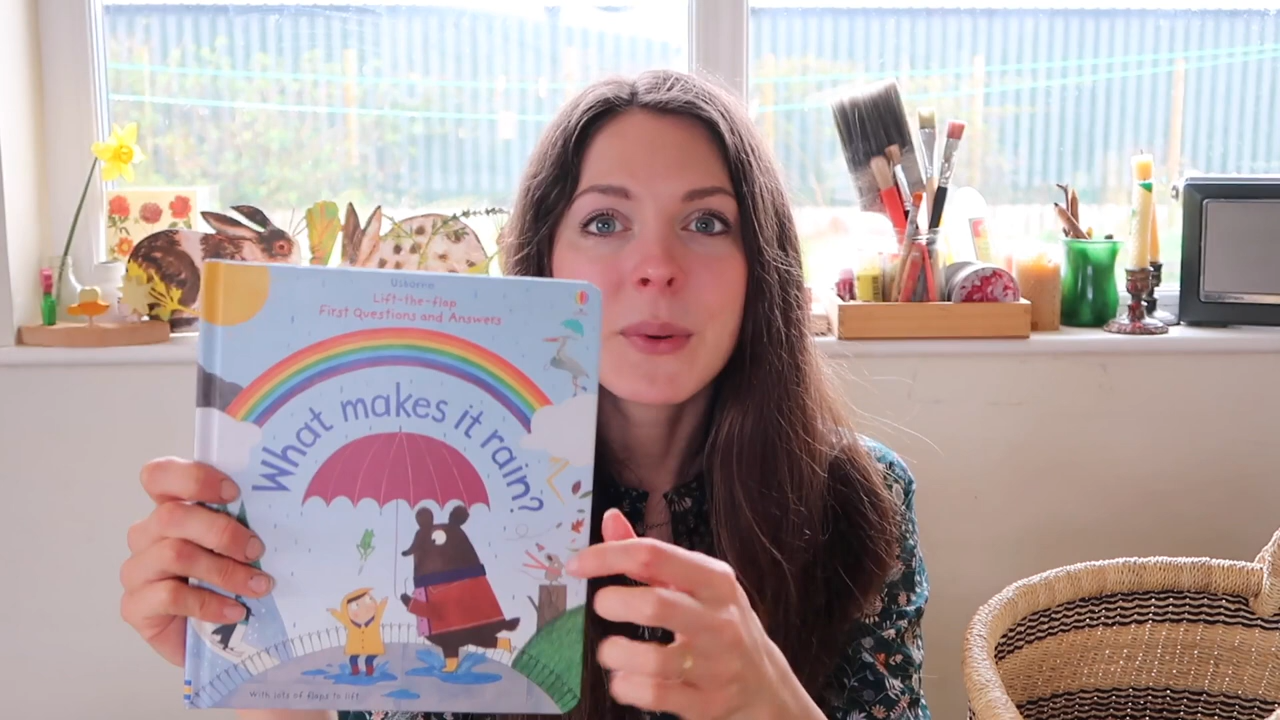 Usborne
Lift-the-flap
First Questions and Answers
What makes it rain?
With lots of flaps to lift